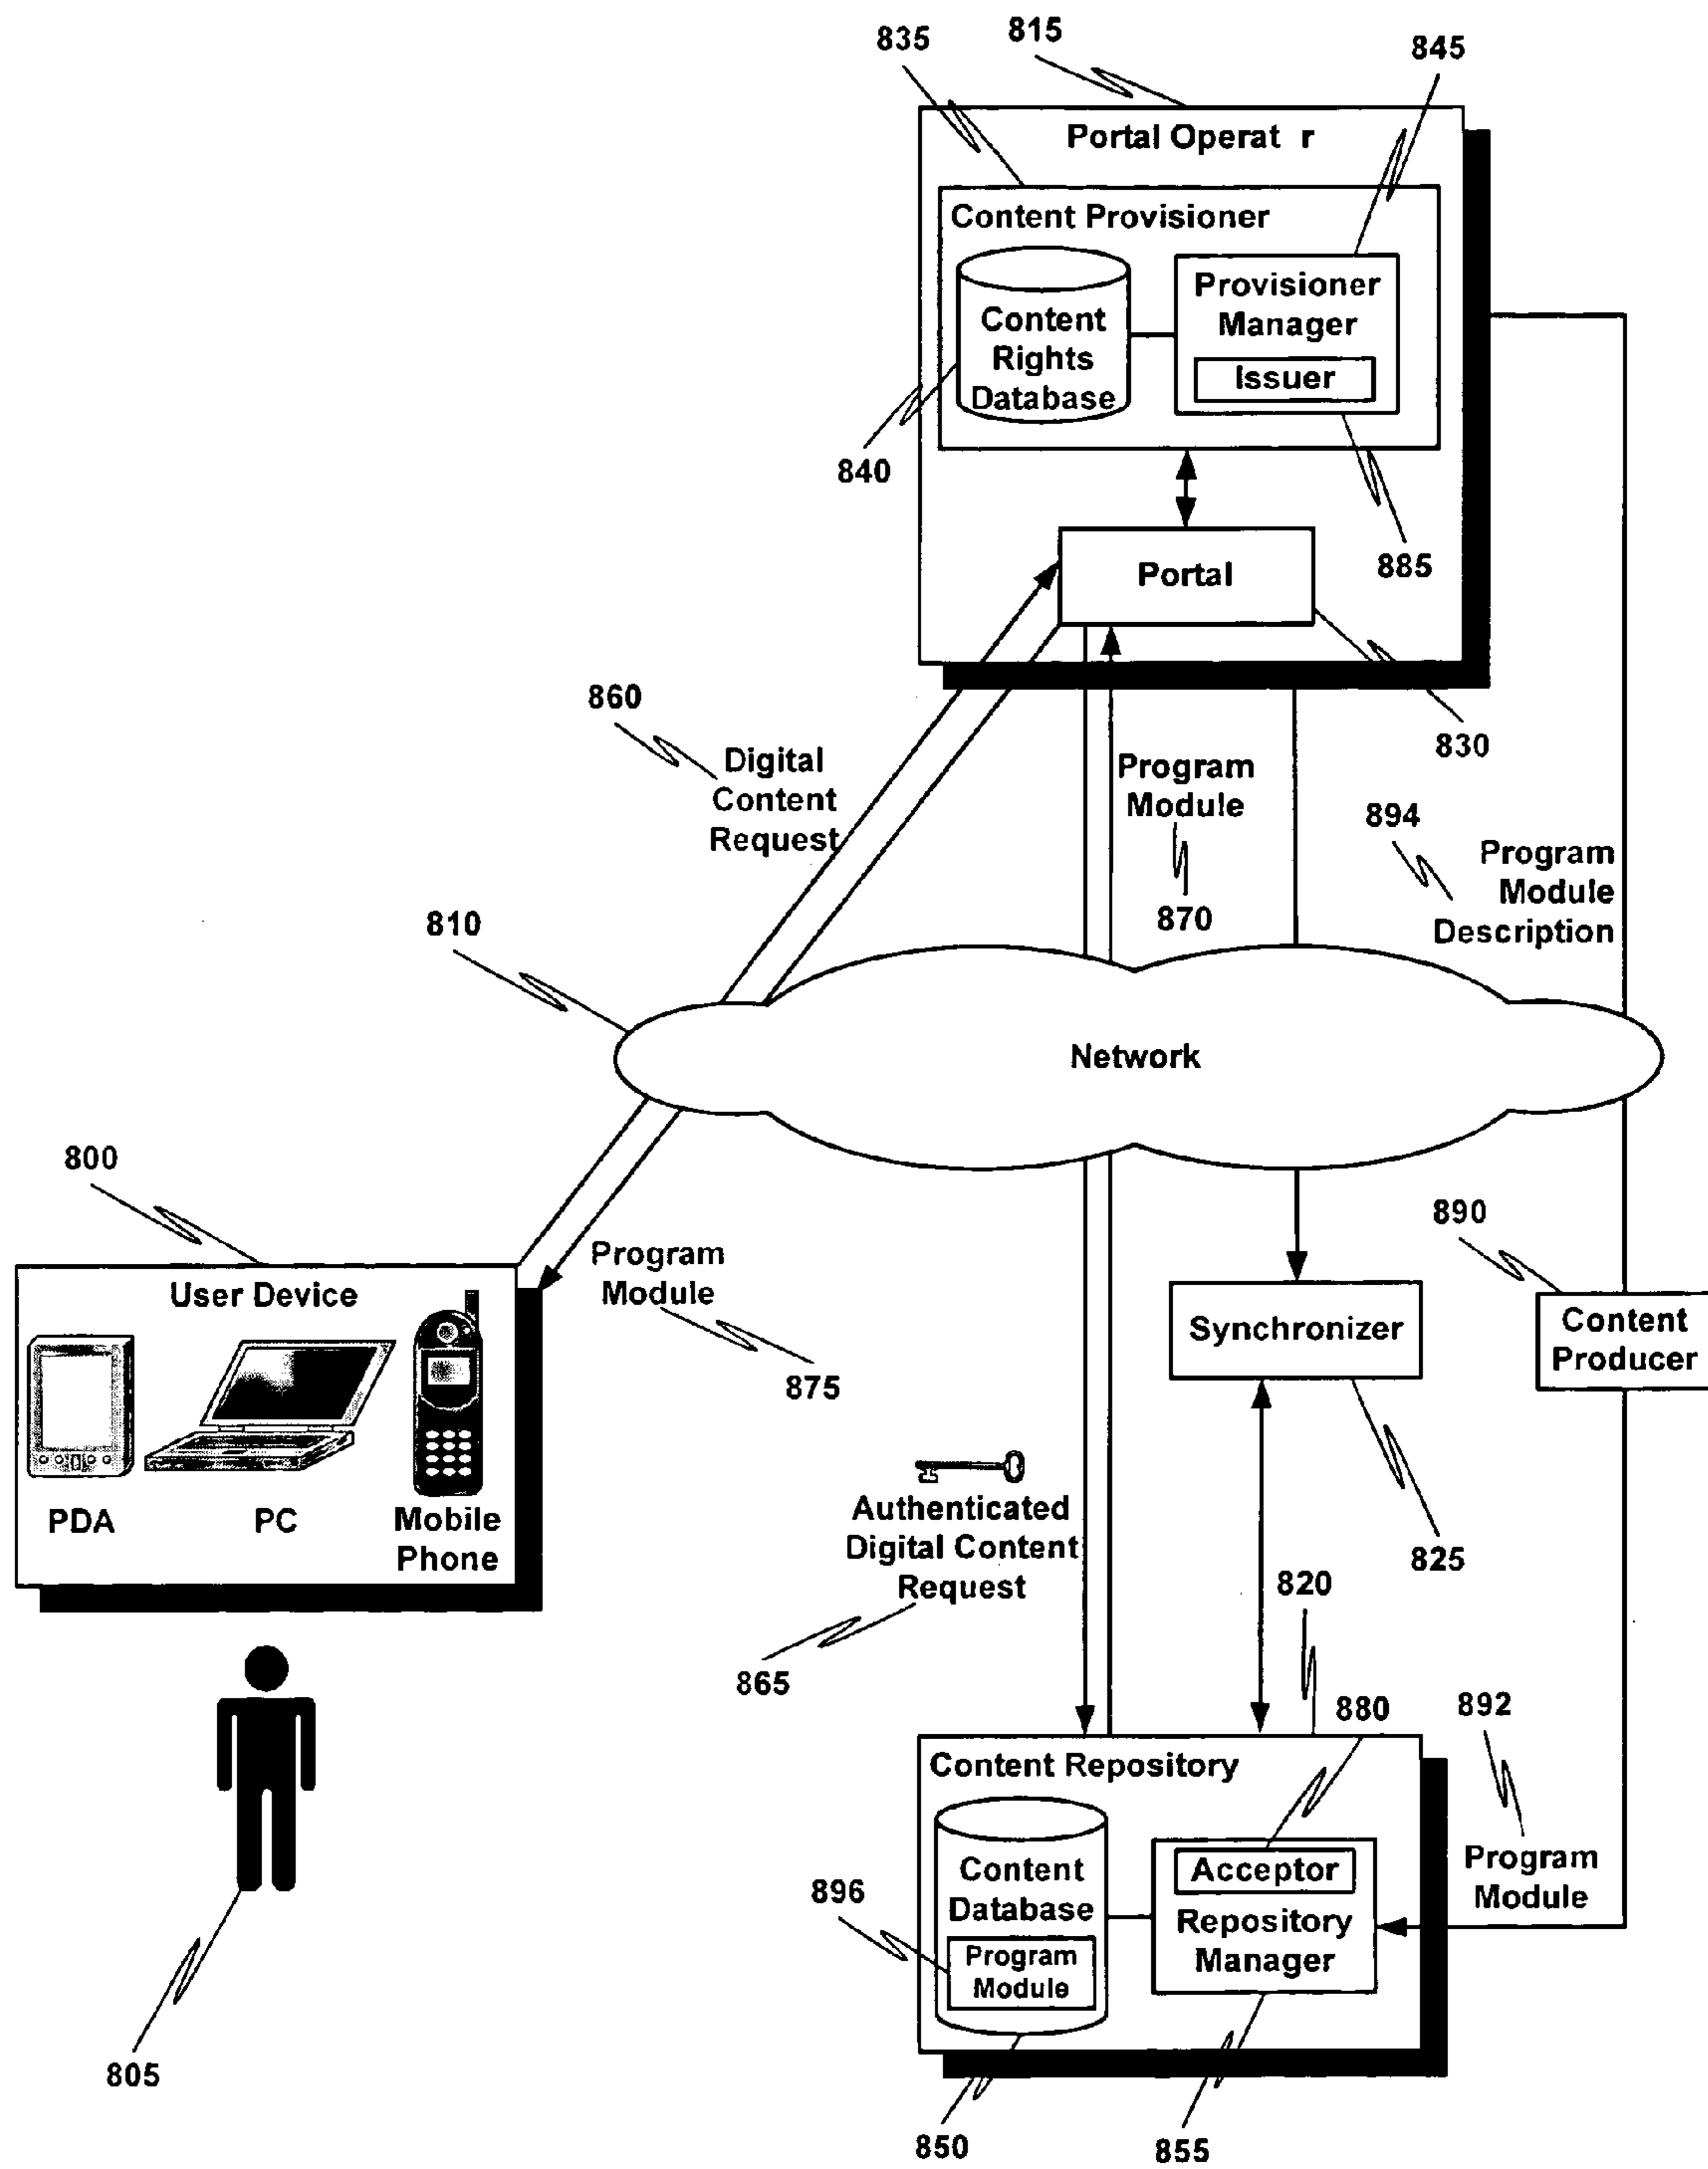 835
815
845
Portal Operat r
Content Provisioner
Content
Rights
Database
Provisioner
Manager
Issuer
840
885
Portal
830
860
Digital
Content
Request
Program
Module
870
894
Program
Module
Description
810
Network
800
User Device
PDA
PC
Mobile
Phone
Program
Module
875
890
Synchronizer
Content
Producer
825
Authenticated
Digital Content
Request
865
820
880
892
Content Repository
Content
Database
Program
Module
896
Acceptor
Repository
Manager
Program
Module
805
850
855